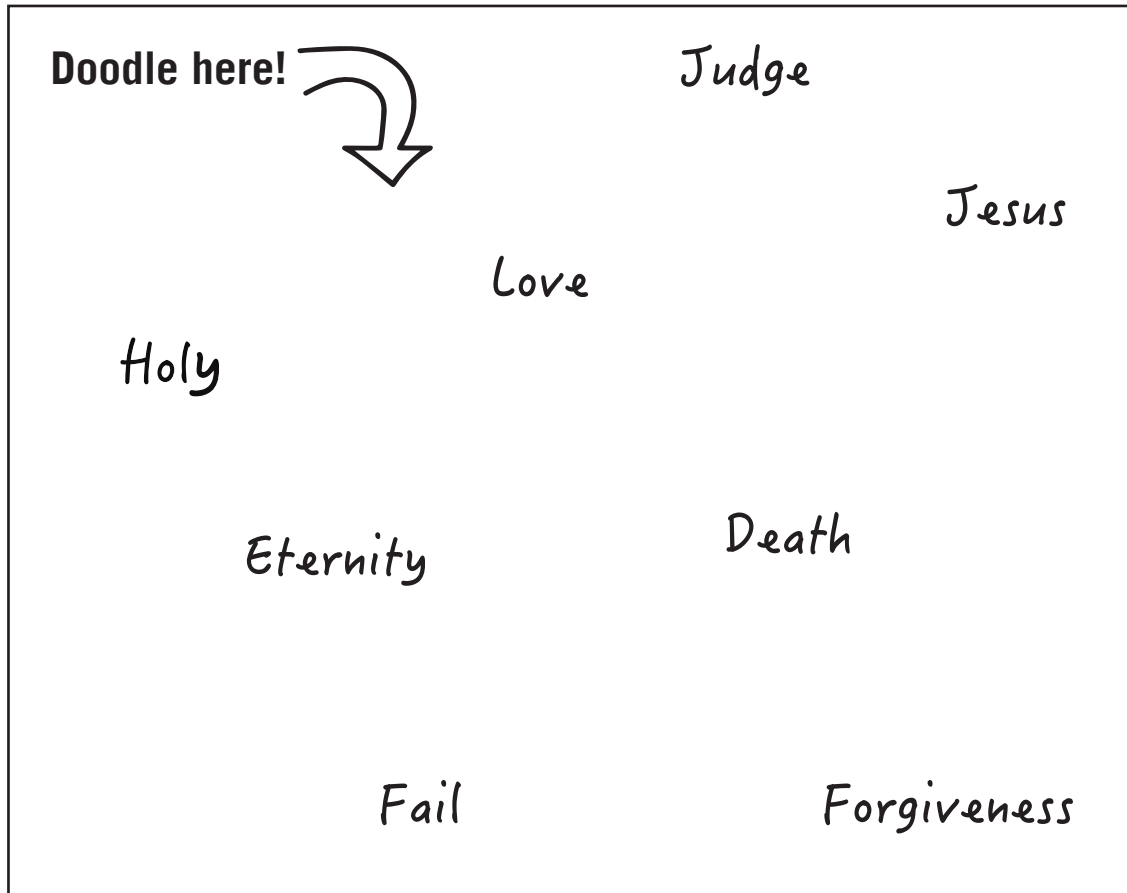 Doodle here!
Judge
Jesus
Love
Holy
Death
Eternity
Fail
Forgiveness